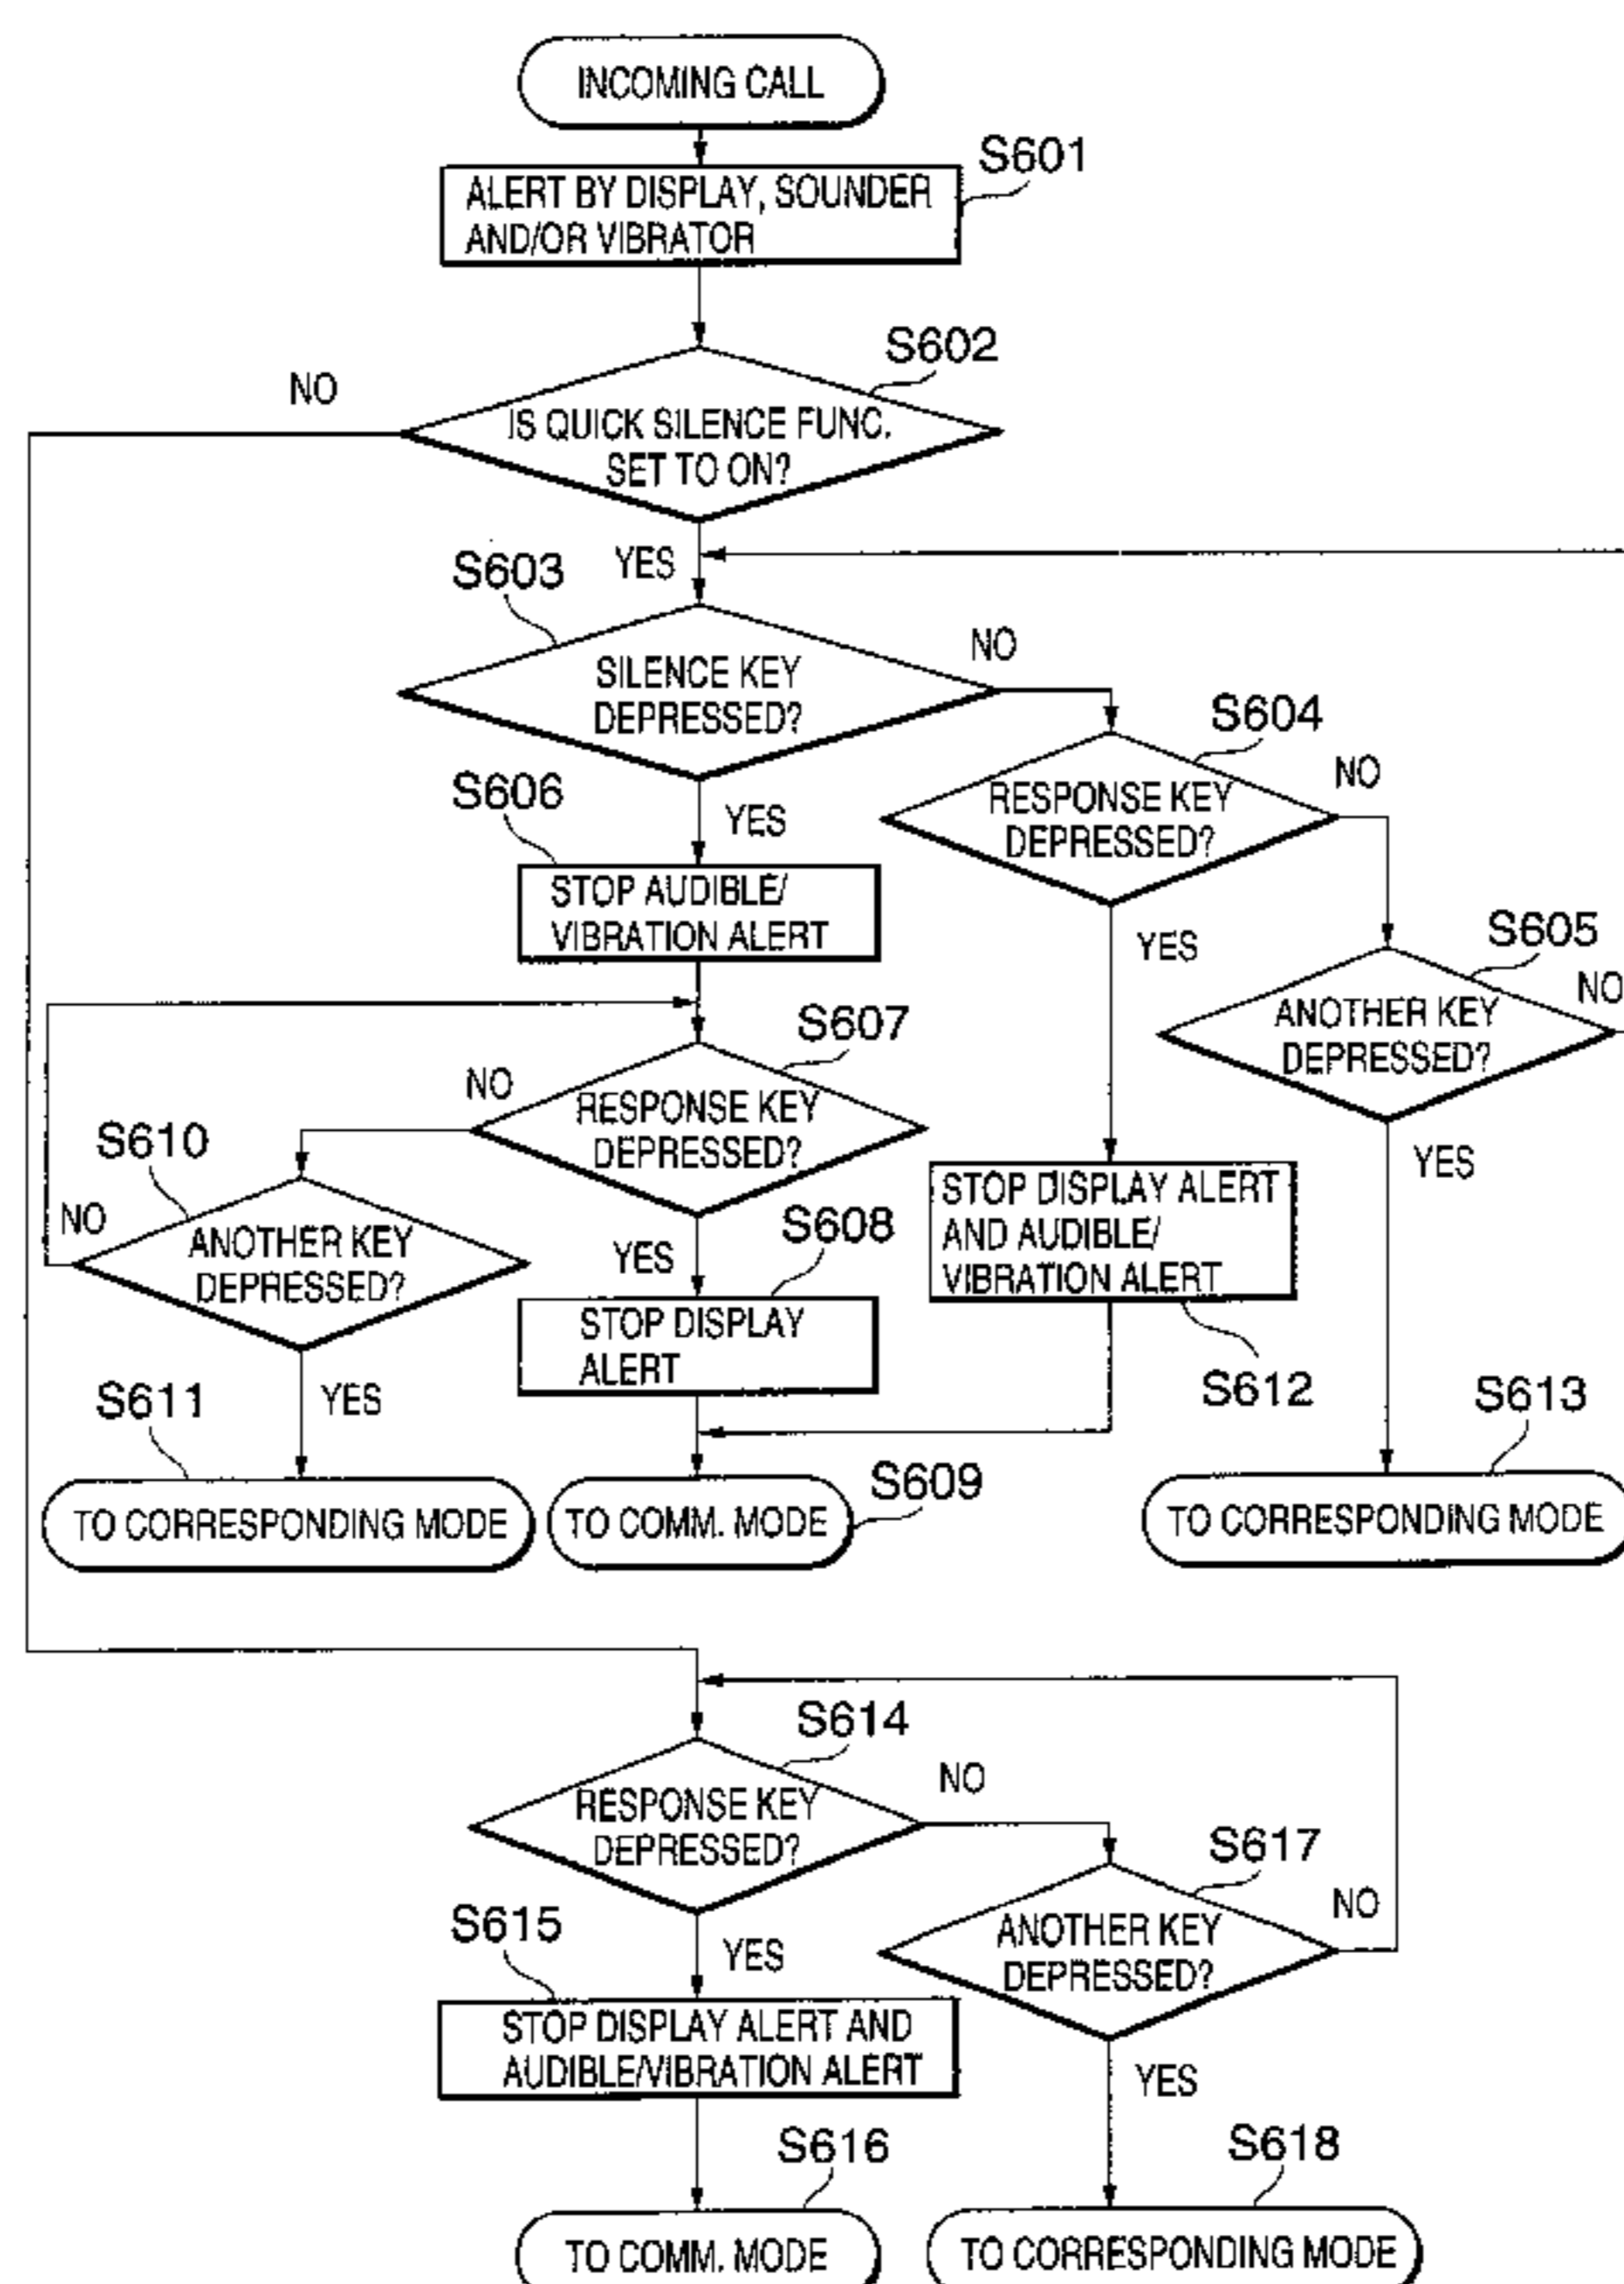 INCOMING CALL
S601
ALERT BY DISPLAY, SOUNDER
AND/OR VIBRATOR
S602
NO
IS QUICK SILENCE FUNC.
SET TO ON?
YES
S603
NO
SILENCE KEY
DEPRESSED?
S604
NO
RESPONSE KEY
DEPRESSED?
S606
YES
STOP AUDIBLE/
VIBRATION ALERT
YES
S605
NO
ANOTHER KEY
DEPRESSED?
S607
NO
RESPONSE KEY
DEPRESSED?
S610
NO
ANOTHER KEY
DEPRESSED?
YES
STOP DISPLAY ALERT
AND AUDIBLE/
VIBRATION ALERT
S608
YES
STOP DISPLAY
ALERT
S612
S611
YES
S613
S609
TO CORRESPONDING MODE
TO COMM. MODE
TO CORRESPONDING MODE
S614
NO
RESPONSE KEY
DEPRESSED?
S617
NO
ANOTHER KEY
DEPRESSED?
S615
YES
STOP DISPLAY ALERT AND
AUDIBLE/VIBRATION ALERT
YES
S616
S618
TO COMM. MODE
TO CORRESPONDING MODE